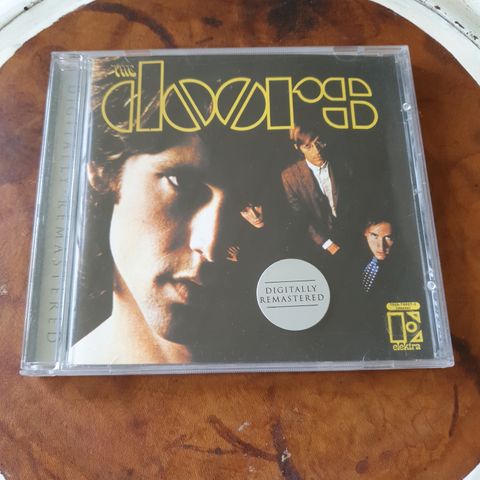 THE
doors
DIGITALLY REMASTERED
DIGITALLY
REMASTERED
elektra